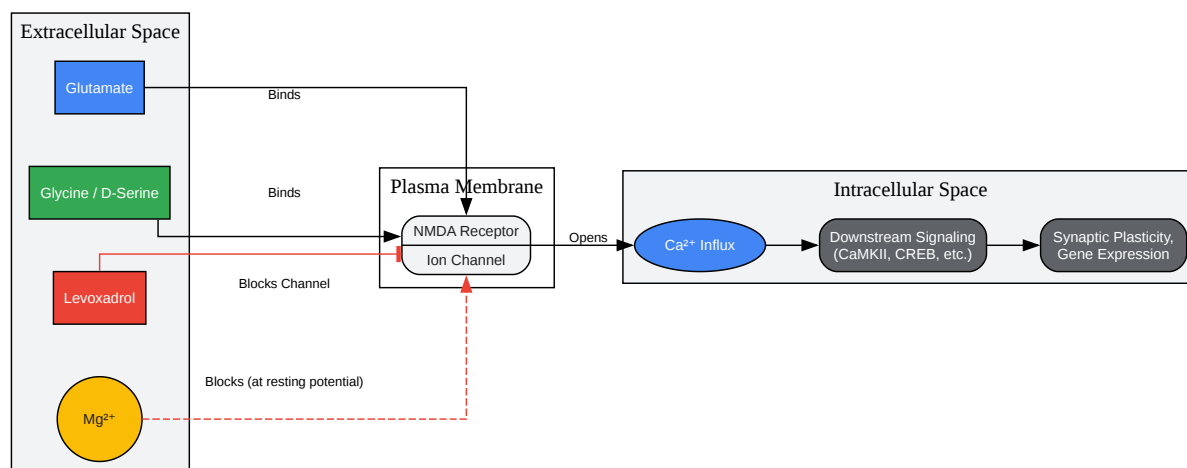 Extracellular Space
Glutamate
Binds
Glycine / D-Serine
Binds
Levoxadrol
Blocks Channel
Mg²⁺
Blocks (at resting potential)
Plasma Membrane
NMDA Receptor
Ion Channel
Opens
Intracellular Space
Ca²⁺ Influx
Downstream Signaling
(CaMKII, CREB, etc.)
Synaptic Plasticity,
Gene Expression